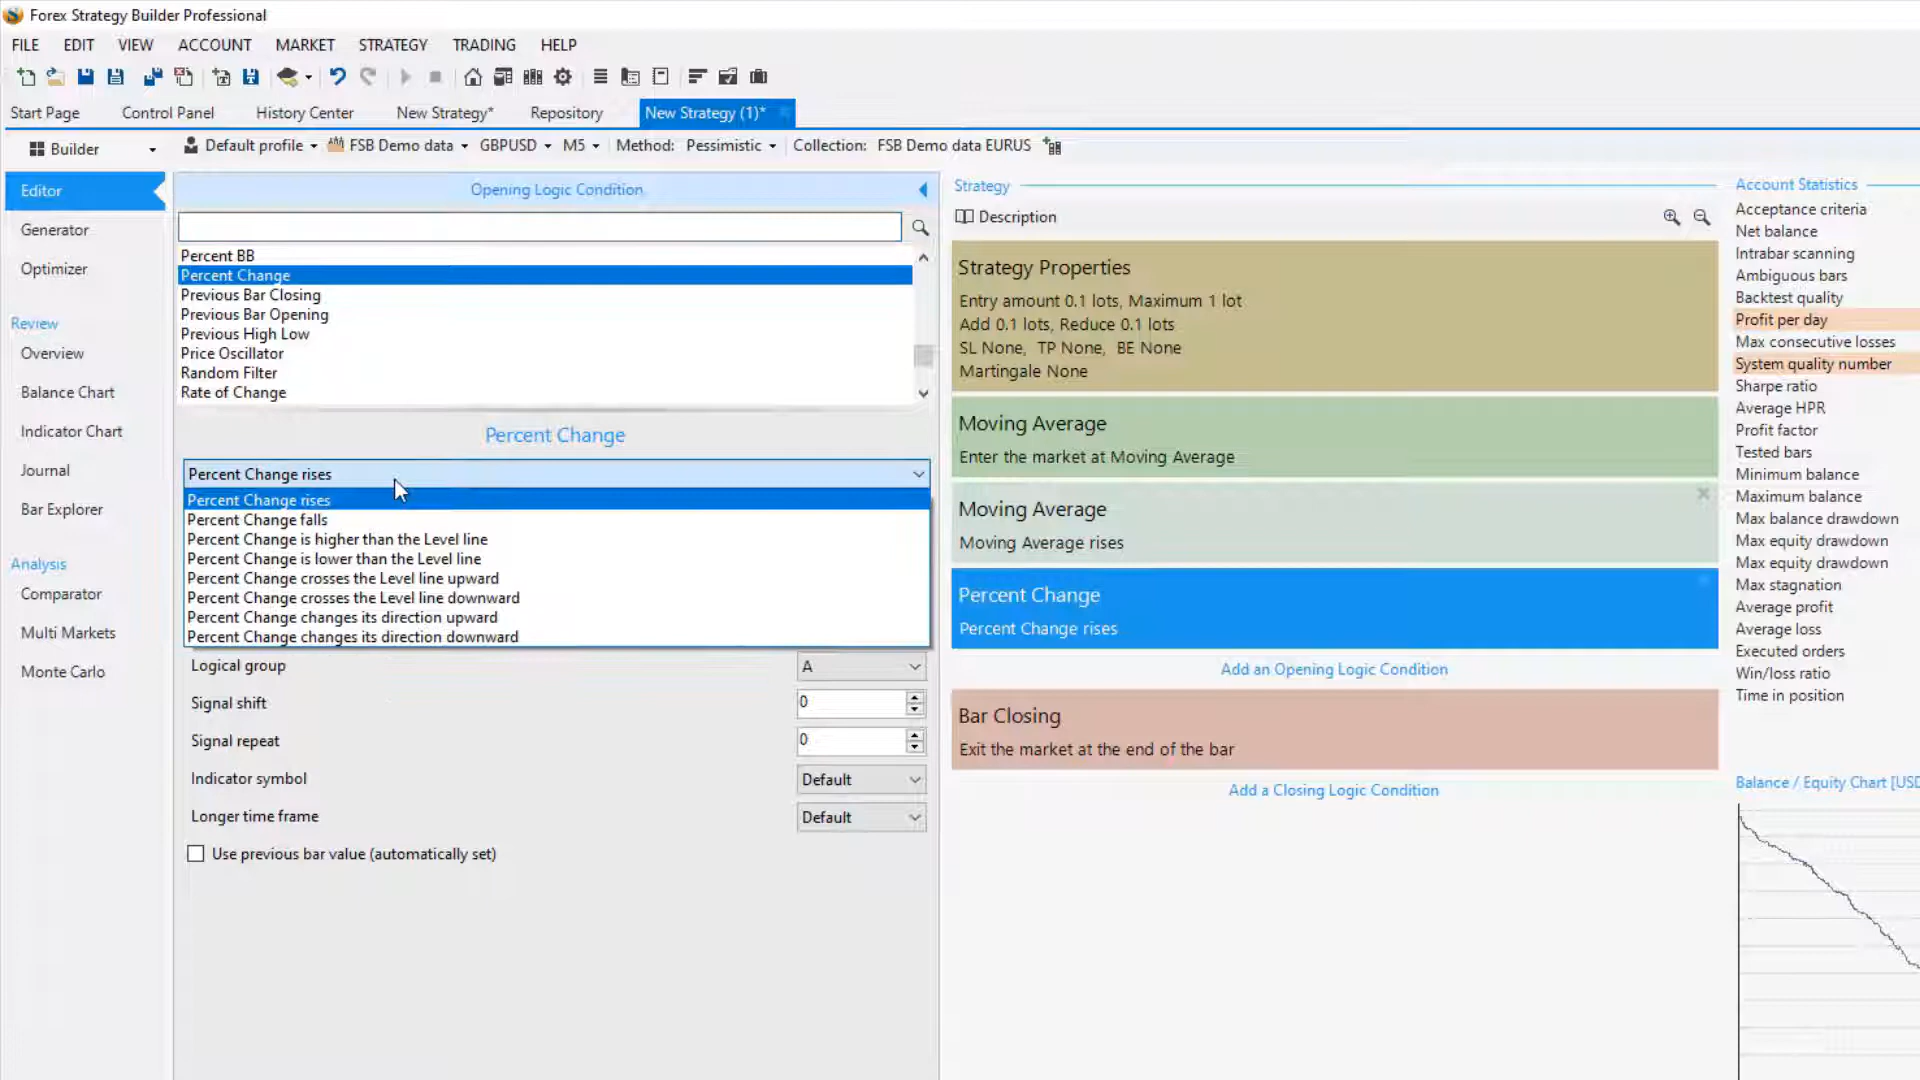 Forex Strategy Builder Professional
FILE EDIT VIEW ACCOUNT MARKET STRATEGY TRADING HELP
Start Page Control Panel History Center New Strategy* Repository New Strategy (1)*
Builder Default profile FSB Demo data GBPUSD M5 Method: Pessimistic Collection: FSB Demo data EURUS
Editor
Generator
Optimizer
Review
Overview
Balance Chart
Indicator Chart
Journal
Bar Explorer
Analysis
Comparator
Multi Markets
Monte Carlo
Opening Logic Condition
Percent BB
Percent Change
Previous Bar Closing
Previous Bar Opening
Previous High Low
Price Oscillator
Random Filter
Rate of Change
Percent Change
Percent Change rises
Percent Change rises
Percent Change falls
Percent Change is higher than the Level line
Percent Change is lower than the Level line
Percent Change crosses the Level line upward
Percent Change crosses the Level line downward
Percent Change changes its direction upward
Percent Change changes its direction downward
Logical group A
Signal shift 0
Signal repeat 0
Indicator symbol Default
Longer time frame Default
Use previous bar value (automatically set)
Strategy
Description
Strategy Properties
Entry amount 0.1 lots, Maximum 1 lot
Add 0.1 lots, Reduce 0.1 lots
SL None, TP None, BE None
Martingale None
Moving Average
Enter the market at Moving Average
Moving Average
Moving Average rises
Percent Change
Percent Change rises
Add an Opening Logic Condition
Bar Closing
Exit the market at the end of the bar
Add a Closing Logic Condition
Account Statistics
Acceptance criteria
Net balance
Intrabar scanning
Ambiguous bars
Backtest quality
Profit per day
Max consecutive losses
System quality number
Sharpe ratio
Average HPR
Profit factor
Tested bars
Minimum balance
Maximum balance
Max balance drawdown
Max equity drawdown
Max equity drawdown
Max stagnation
Average profit
Average loss
Executed orders
Win/loss ratio
Time in position
Balance / Equity Chart [USD